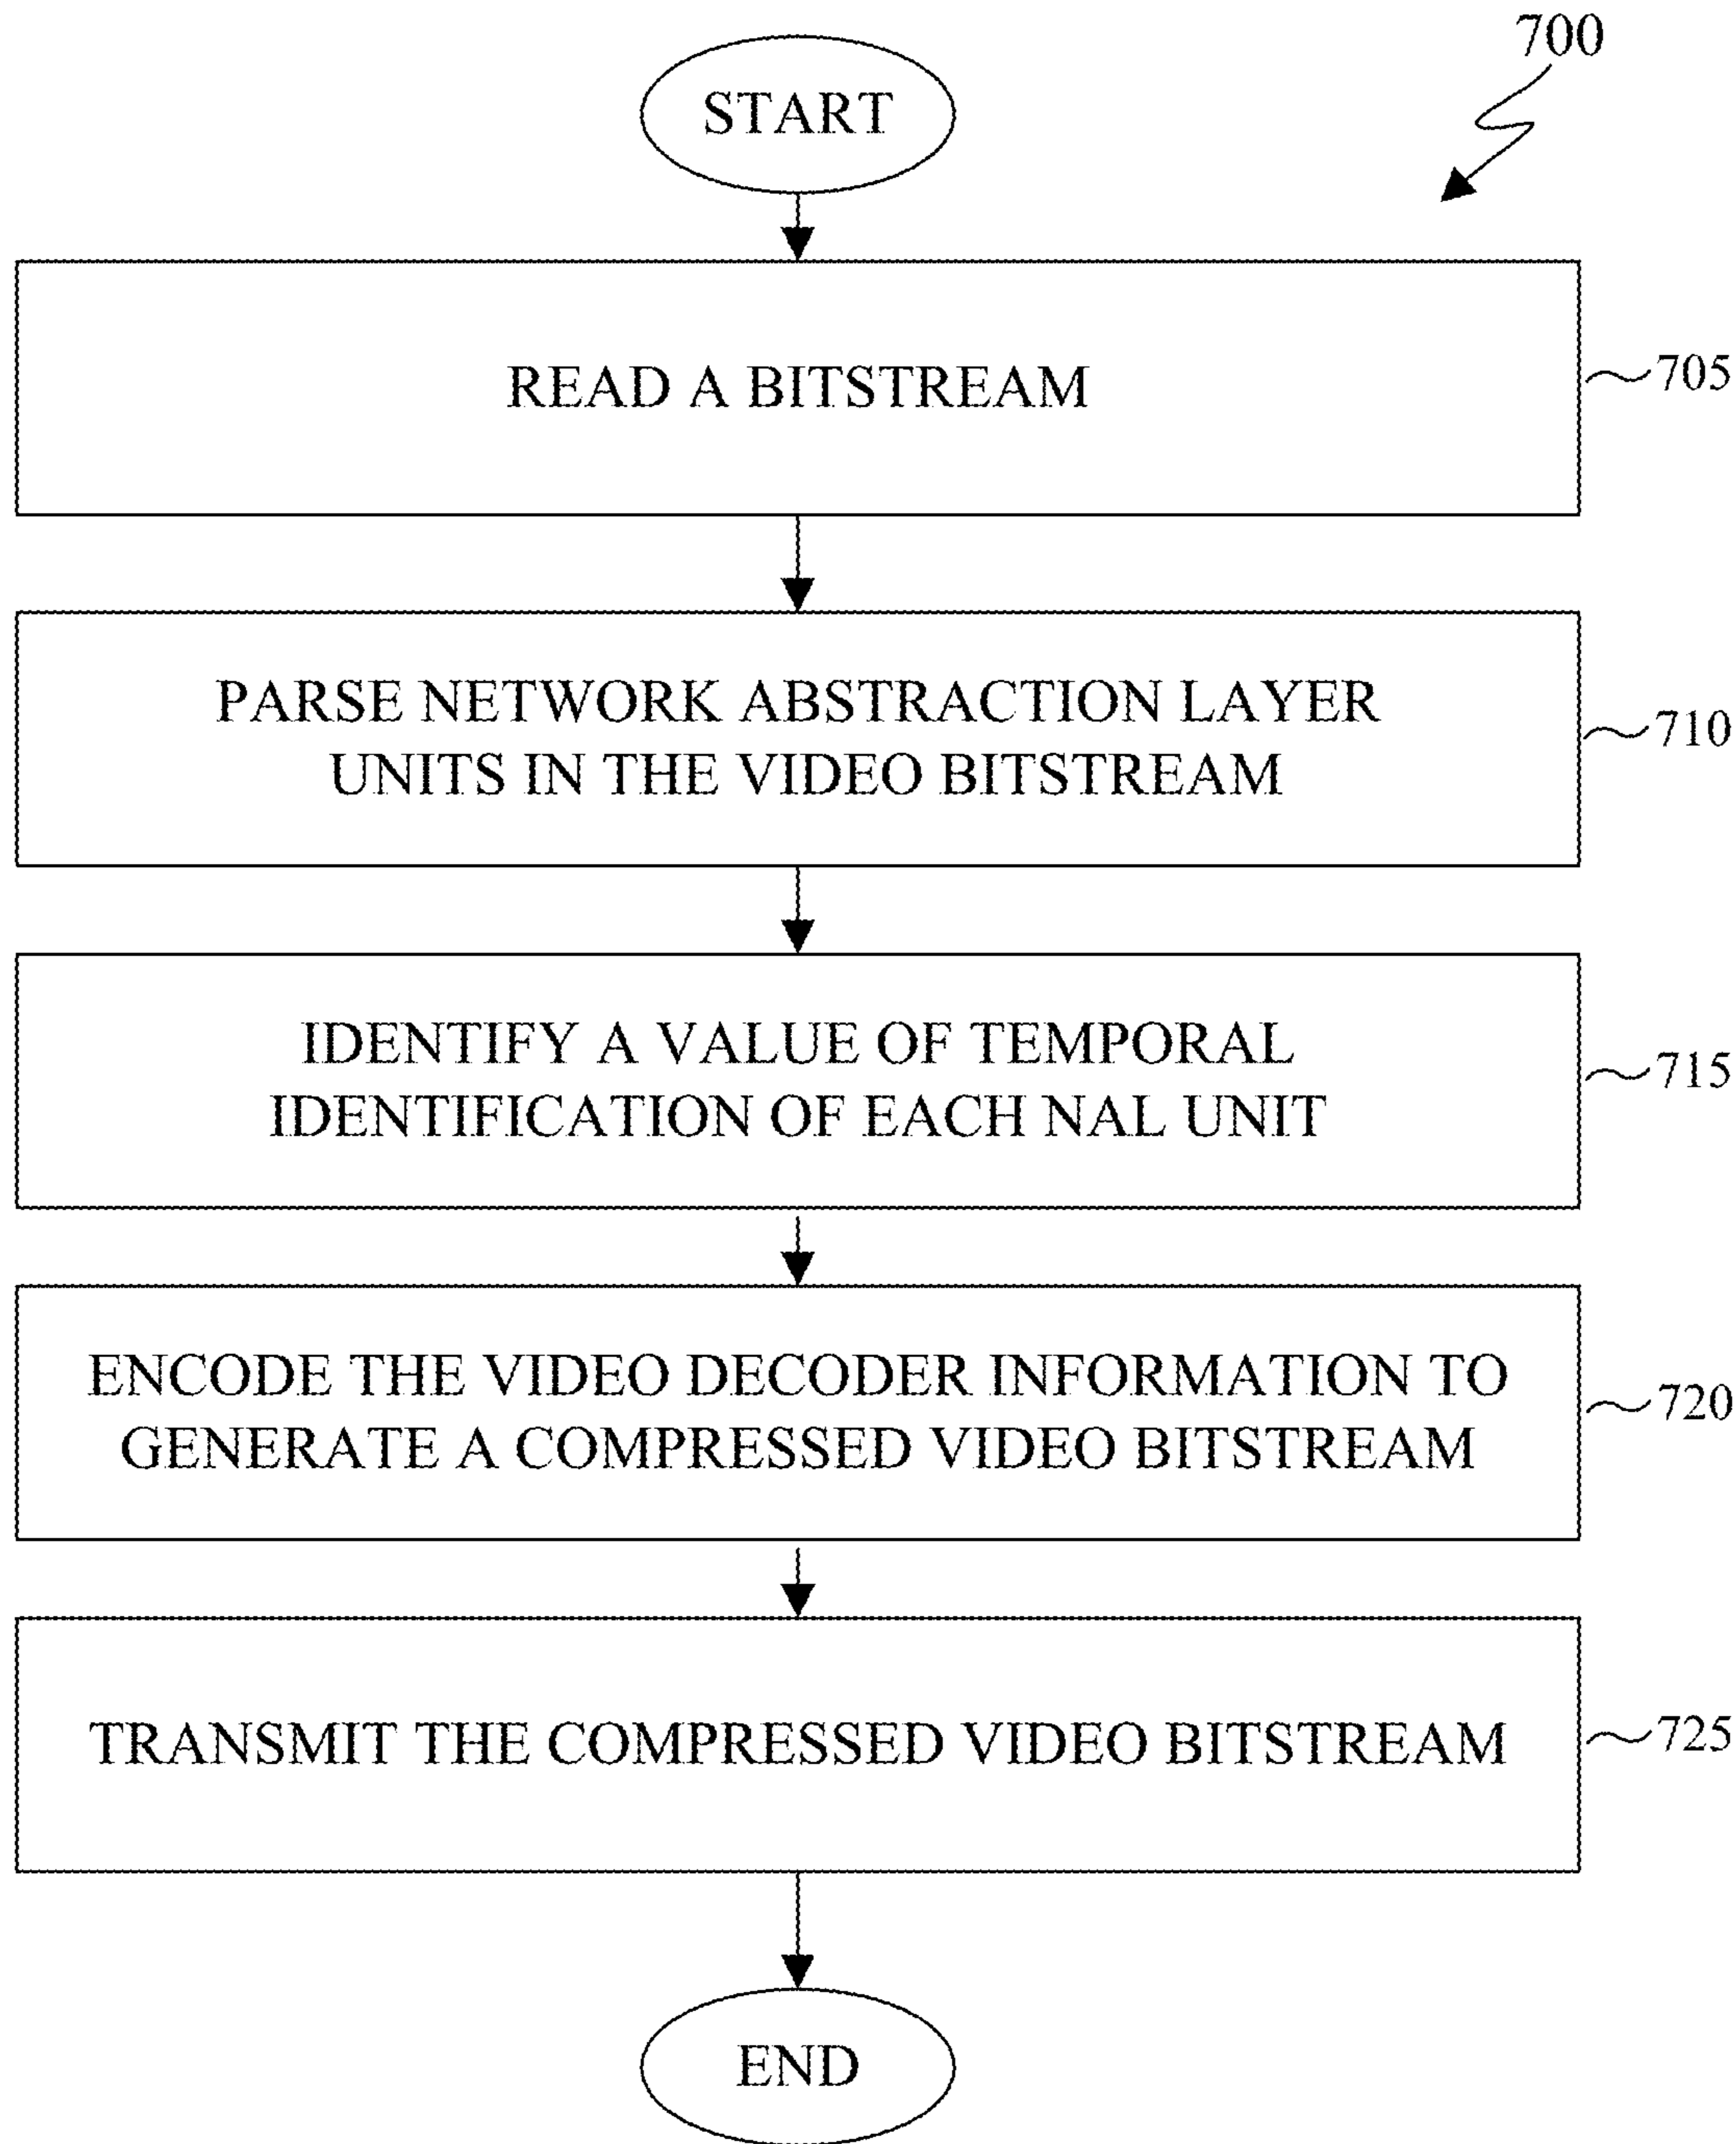 700
START
READ A BITSTREAM
705
PARSE NETWORK ABSTRACTION LAYER
UNITS IN THE VIDEO BITSTREAM
710
IDENTIFY A VALUE OF TEMPORAL
IDENTIFICATION OF EACH NAL UNIT
715
ENCODE THE VIDEO DECODER INFORMATION TO
GENERATE A COMPRESSED VIDEO BITSTREAM
720
TRANSMIT THE COMPRESSED VIDEO BITSTREAM
725
END